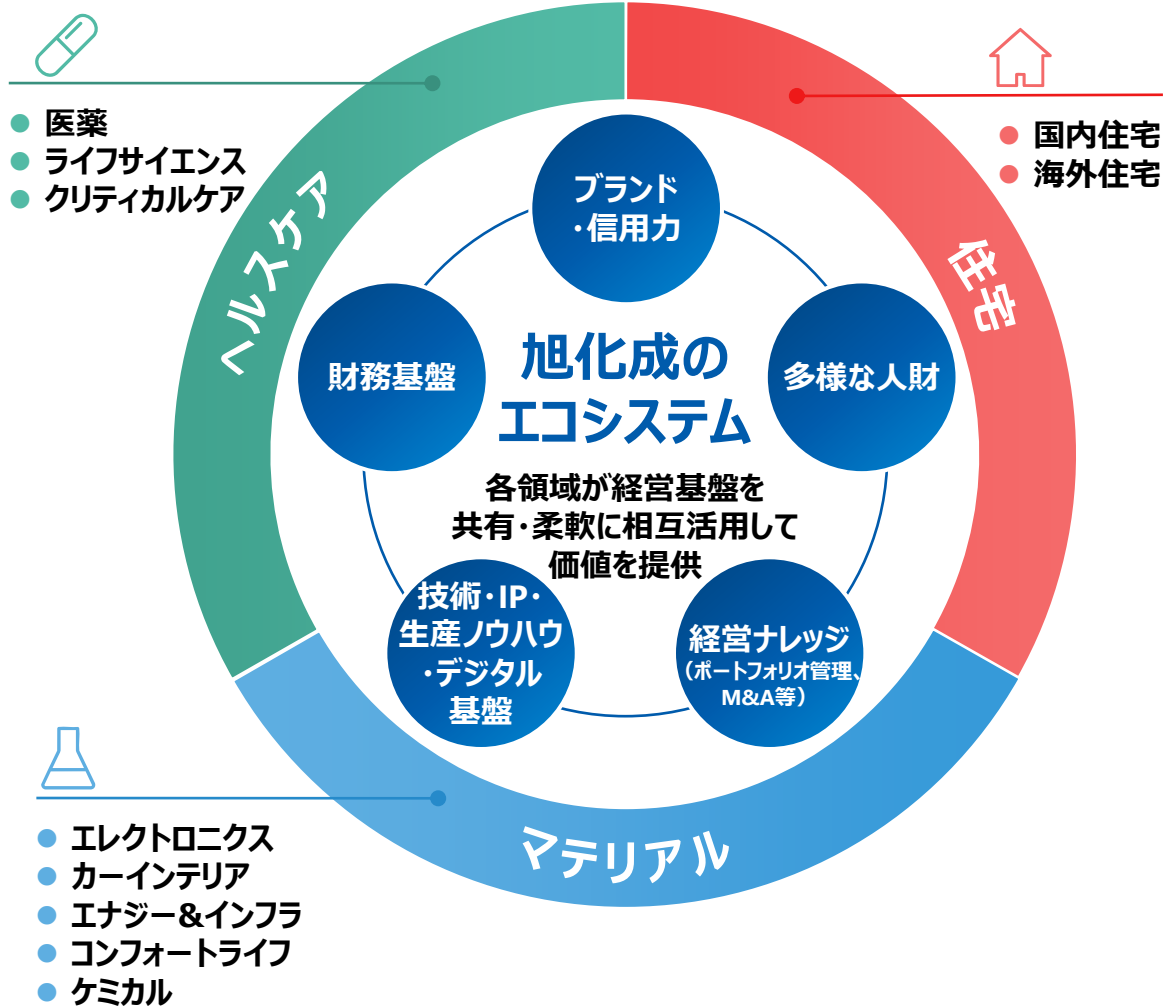 医薬
ライフサイエンス
クリティカルケア
ヘルスケア
国内住宅
海外住宅
住宅
ブランド
・信用力
財務基盤
多様な人財
旭化成の
エコシステム
各領域が経営基盤を
共有・柔軟に相互活用して
価値を提供
技術・IP・
生産ノウハウ
・デジタル
基盤
経営ナレッジ
（ポートフォリオ管理、
M&A等）
マテリアル
エレクトロニクス
カーインテリア
エナジー&インフラ
コンフォートライフ
ケミカル